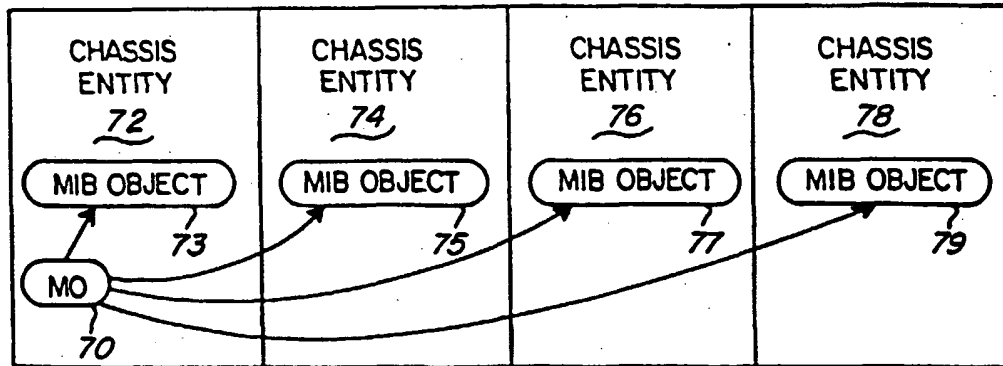 CHASSIS ENTITY 72
CHASSIS ENTITY 74
CHASSIS ENTITY 76
CHASSIS ENTITY 78
MIB OBJECT 73
MIB OBJECT 75
MIB OBJECT 77
MIB OBJECT 79
MO 70